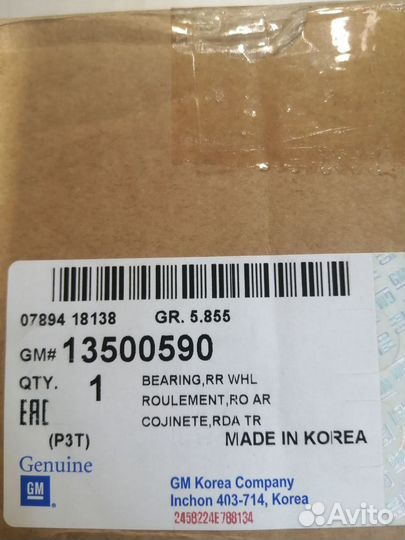 07894 18138 GR. 5.855
GM# 13500590
QTY. 1 BEARING,RR WHL
ROULEMENT,RO AR
EAC COJINETE,RDA TR
(P3T) MADE IN KOREA
Genuine
GM
GM Korea Company
Inchon 403-714, Korea
2458224E788134
Avito